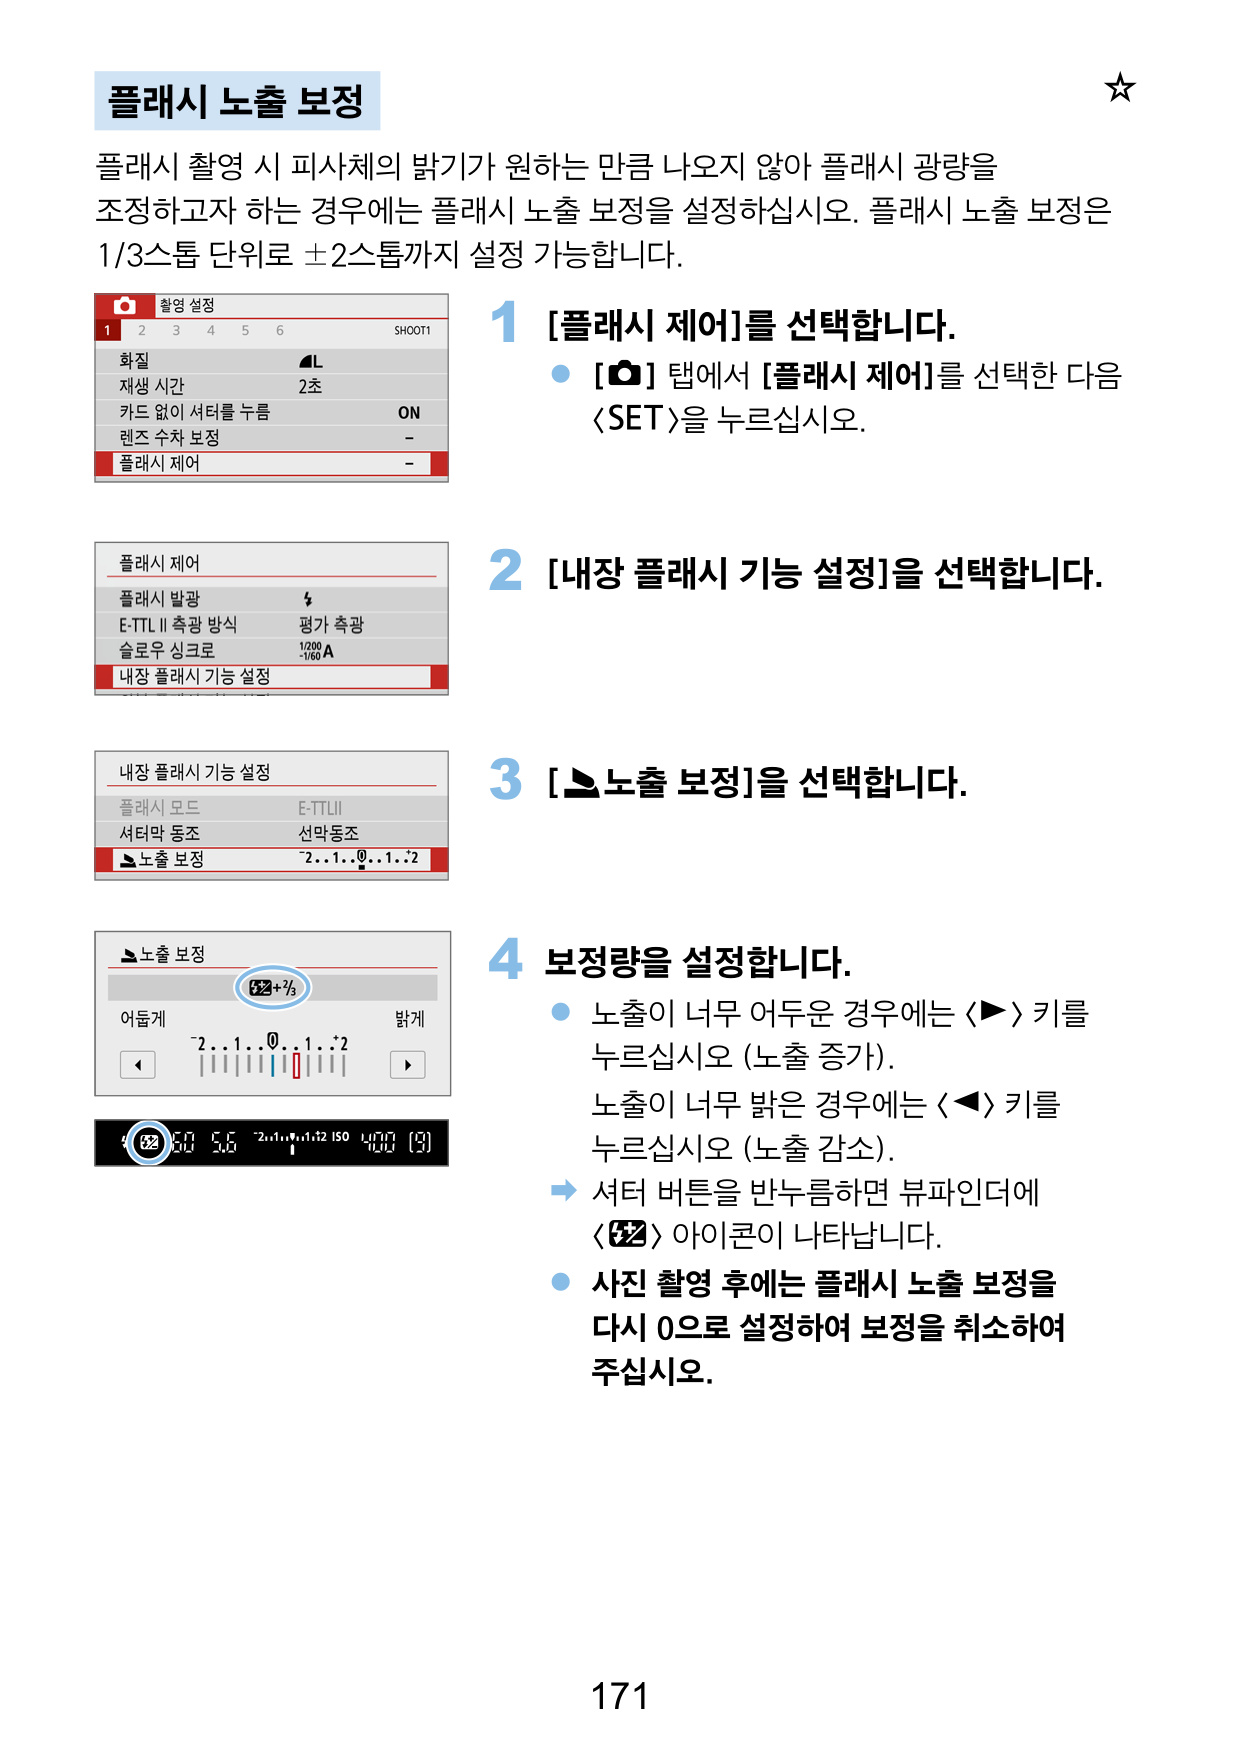 플래시 노출 보정 ☆
플래시 촬영 시 피사체의 밝기가 원하는 만큼 나오지 않아 플래시 광량을
조정하고자 하는 경우에는 플래시 노출 보정을 설정하십시오. 플래시 노출 보정은
1/3스톱 단위로 ±2스톱까지 설정 가능합니다.
촬영 설정
1 2 3 4 5 6 SHOOT1
화질 L
재생 시간 2초
카드 없이 셔터를 누름 ON
렌즈 수차 보정 –
플래시 제어 –
1 [플래시 제어]를 선택합니다.
● [📷] 탭에서 [플래시 제어]를 선택한 다음
〈SET〉을 누르십시오.
플래시 제어
플래시 발광
E-TTL II 측광 방식 평가 측광
슬로우 싱크로 1/200-1/60 A
내장 플래시 기능 설정
2 [내장 플래시 기능 설정]을 선택합니다.
내장 플래시 기능 설정
플래시 모드 E-TTLII
셔터막 동조 선막동조
노출 보정 -2..1..0..1..+2
3 [노출 보정]을 선택합니다.
노출 보정
+2/3
어둡게 밝게
-2..1..0..1..+2
60 5.6 -2..1..▼..1..+2 ISO 400 [9]
4 보정량을 설정합니다.
● 노출이 너무 어두운 경우에는〈▶〉키를
누르십시오 (노출 증가).
노출이 너무 밝은 경우에는〈◀〉키를
누르십시오 (노출 감소).
➡ 셔터 버튼을 반누름하면 뷰파인더에
〈〉 아이콘이 나타납니다.
● 사진 촬영 후에는 플래시 노출 보정을
다시 0으로 설정하여 보정을 취소하여
주십시오.
171